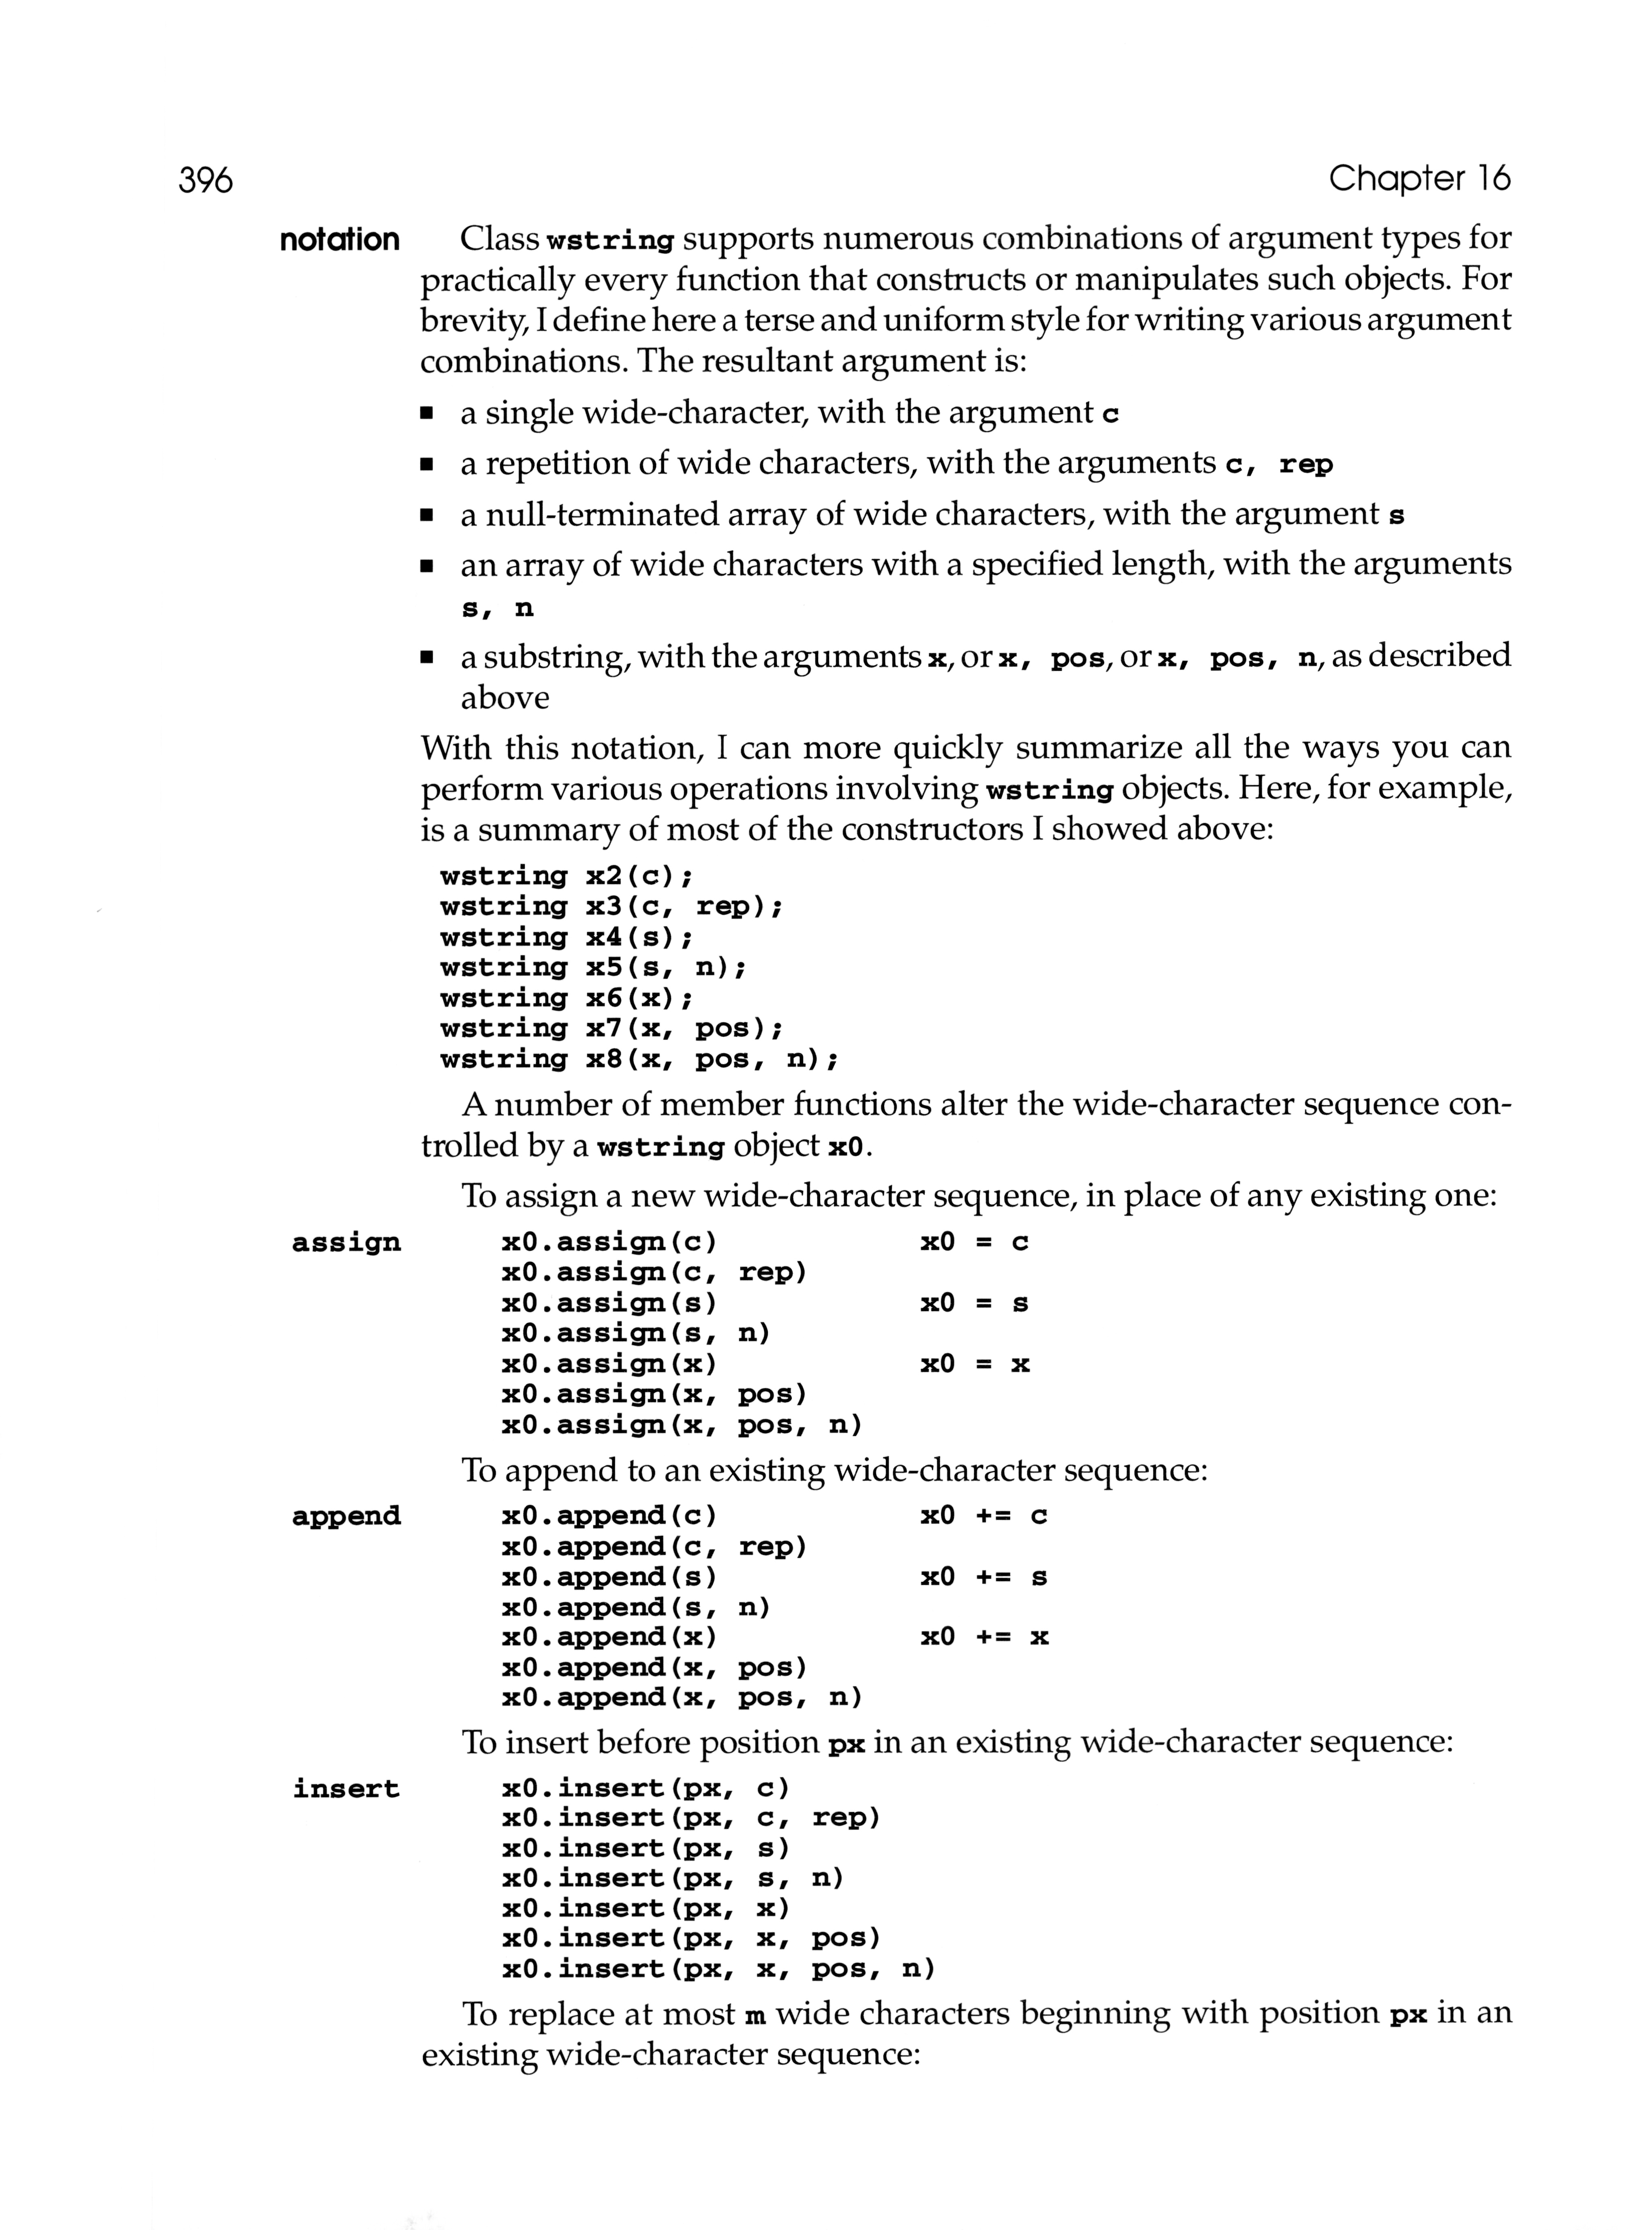 396 Chapter 16
notation Class wstring supports numerous combinations of argument types for
practically every function that constructs or manipulates such objects. For
brevity, I define here a terse and uniform style for writing various argument
combinations. The resultant argument is:
■ a single wide-character, with the argument c
■ a repetition of wide characters, with the arguments c, rep
■ a null-terminated array of wide characters, with the argument s
■ an array of wide characters with a specified length, with the arguments
s, n
■ a substring, with the arguments x, or x, pos, or x, pos, n, as described
above
With this notation, I can more quickly summarize all the ways you can
perform various operations involving wstring objects. Here, for example,
is a summary of most of the constructors I showed above:
wstring x2(c);
wstring x3(c, rep);
wstring x4(s);
wstring x5(s, n);
wstring x6(x);
wstring x7(x, pos);
wstring x8(x, pos, n);
A number of member functions alter the wide-character sequence con-
trolled by a wstring object x0.
To assign a new wide-character sequence, in place of any existing one:
assign x0.assign(c) x0 = c
x0.assign(c, rep)
x0.assign(s) x0 = s
x0.assign(s, n)
x0.assign(x) x0 = x
x0.assign(x, pos)
x0.assign(x, pos, n)
To append to an existing wide-character sequence:
append x0.append(c) x0 += c
x0.append(c, rep)
x0.append(s) x0 += s
x0.append(s, n)
x0.append(x) x0 += x
x0.append(x, pos)
x0.append(x, pos, n)
To insert before position px in an existing wide-character sequence:
insert x0.insert(px, c)
x0.insert(px, c, rep)
x0.insert(px, s)
x0.insert(px, s, n)
x0.insert(px, x)
x0.insert(px, x, pos)
x0.insert(px, x, pos, n)
To replace at most m wide characters beginning with position px in an
existing wide-character sequence: